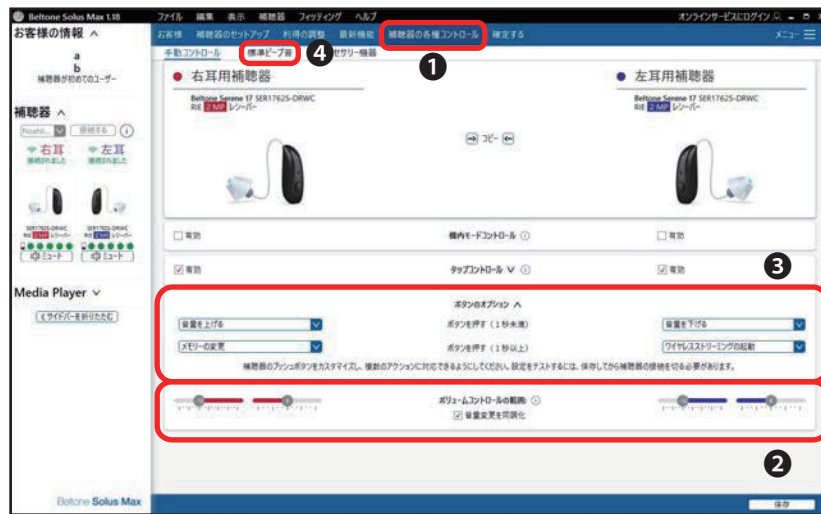 Beltone Solus Max 1.18
ファイル 編集 表示 補聴器 フィッティング ヘルプ
オンラインサービスにログイン
お客様の情報
お客様 補聴器のセットアップ 利得の調整 最新機能 補聴器の各種コントロール 確定する
メニュー
手動コントロール 標準ビープ音 4 セサリー機器
1
a
b
補聴器が初めてのユーザー
右耳用補聴器
左耳用補聴器
Beltone Serene 17 SER1762S-DRWC
RIE 2 MP レシーバー
Beltone Serene 17 SER1762S-DRWC
RIE 2 MP レシーバー
コピー
補聴器
接続する
右耳
接続されました
左耳
接続されました
SER1762S-DRWC
SER1762S-DRWC
ミュート
ミュート
有効
機内モードコントロール
有効
有効
タップコントロール
有効
3
Media Player
サイドバーを折りたたむ
ボタンのオプション
音量を上げる
ボタンを押す（1秒未満）
音量を下げる
メモリーの変更
ボタンを押す（1秒以上）
ワイヤレスストリーミングの起動
補聴器のプッシュボタンをカスタマイズし、複数のアクションに対応できるようにしてください。設定をテストするには、保存してから補聴器の接続を切る必要があります。
ボリュームコントロールの範囲:
音量変更を同期化
2
Beltone Solus Max
保存